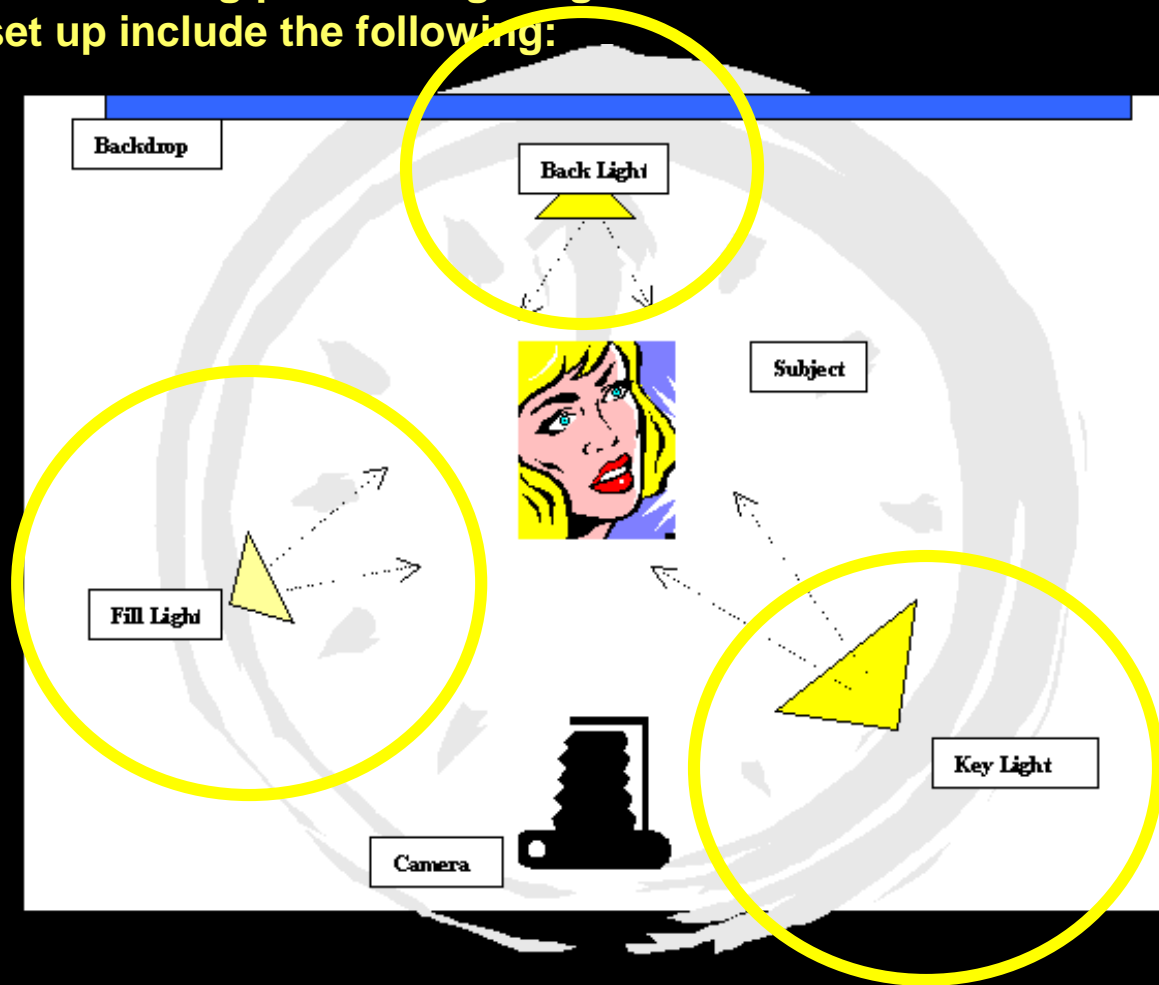 set up include the following:
Backdrop
Back Light
Subject
Fill Light
Key Light
Camera